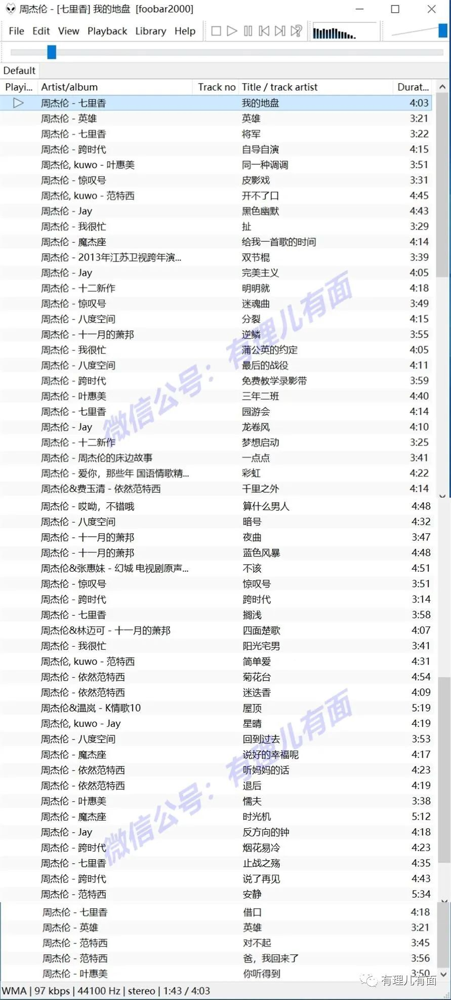 周杰伦 - [七里香] 我的地盘 [foobar2000]
File Edit View Playback Library Help
Default
Playi... Artist/album Track no Title / track artist Durat...
周杰伦 - 七里香 我的地盘 4:03
周杰伦 - 英雄 英雄 3:21
周杰伦 - 七里香 将军 3:22
周杰伦 - 跨时代 自导自演 4:15
周杰伦, kuwo - 叶惠美 同一种调调 3:51
周杰伦 - 惊叹号 皮影戏 3:31
周杰伦, kuwo - 范特西 开不了口 4:45
周杰伦 - Jay 黑色幽默 4:43
周杰伦 - 我很忙 扯 3:29
周杰伦 - 魔杰座 给我一首歌的时间 4:14
周杰伦 - 2013年江苏卫视跨年演... 双节棍 3:39
周杰伦 - Jay 完美主义 4:05
周杰伦 - 十二新作 明明就 4:18
周杰伦 - 惊叹号 迷魂曲 3:49
周杰伦 - 八度空间 分裂 4:15
周杰伦 - 十一月的萧邦 逆鳞 3:55
周杰伦 - 我很忙 蒲公英的约定 4:05
周杰伦 - 八度空间 最后的战役 4:11
周杰伦 - 跨时代 免费教学录影带 3:59
周杰伦 - 叶惠美 三年二班 4:40
周杰伦 - 七里香 园游会 4:14
周杰伦 - Jay 龙卷风 4:10
周杰伦 - 十二新作 梦想启动 3:25
周杰伦 - 周杰伦的床边故事 一点点 3:41
周杰伦 - 爱你，那些年 国语情歌精... 彩虹 4:22
周杰伦&费玉清 - 依然范特西 千里之外 4:14
微信公号：有理儿有面
周杰伦 - 哎呦，不错哦 算什么男人 4:48
周杰伦 - 八度空间 暗号 4:32
周杰伦 - 十一月的萧邦 夜曲 3:47
周杰伦 - 十一月的萧邦 蓝色风暴 4:48
周杰伦&张惠妹 - 幻城 电视剧原声... 不该 4:51
周杰伦 - 惊叹号 惊叹号 3:51
周杰伦 - 跨时代 跨时代 3:14
周杰伦 - 七里香 搁浅 3:58
周杰伦&林迈可 - 十一月的萧邦 四面楚歌 4:07
周杰伦 - 我很忙 阳光宅男 3:41
周杰伦, kuwo - 范特西 简单爱 4:31
周杰伦 - 依然范特西 菊花台 4:54
周杰伦 - 依然范特西 迷迭香 4:09
周杰伦&温岚 - K情歌10 屋顶 5:19
周杰伦, kuwo - Jay 星晴 4:19
周杰伦 - 八度空间 回到过去 3:53
周杰伦 - 魔杰座 说好的幸福呢 4:17
周杰伦 - 依然范特西 听妈妈的话 4:23
周杰伦 - 依然范特西 退后 4:19
周杰伦 - 叶惠美 懦夫 3:38
周杰伦 - 魔杰座 时光机 5:12
周杰伦 - Jay 反方向的钟 4:18
周杰伦 - 跨时代 烟花易冷 4:23
周杰伦 - 七里香 止战之殇 4:35
周杰伦 - 跨时代 说了再见 4:43
周杰伦 - 范特西 安静 5:34
微信公号：有理儿有面
周杰伦 - 七里香 借口 4:18
周杰伦 - 英雄 英雄 3:21
周杰伦 - 范特西 对不起 3:45
周杰伦 - 范特西 爸，我回来了 3:56
周杰伦 - 叶惠美 你听得到 3:50
有理儿有面
WMA | 97 kbps | 44100 Hz | stereo | 1:43 / 4:03